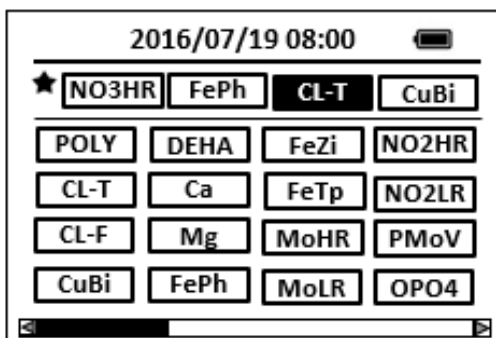 2016/07/19 08:00
NO3HR FePh CL-T CuBi
POLY DEHA FeZi NO2HR
CL-T Ca FeTp NO2LR
CL-F Mg MoHR PMoV
CuBi FePh MoLR OPO4